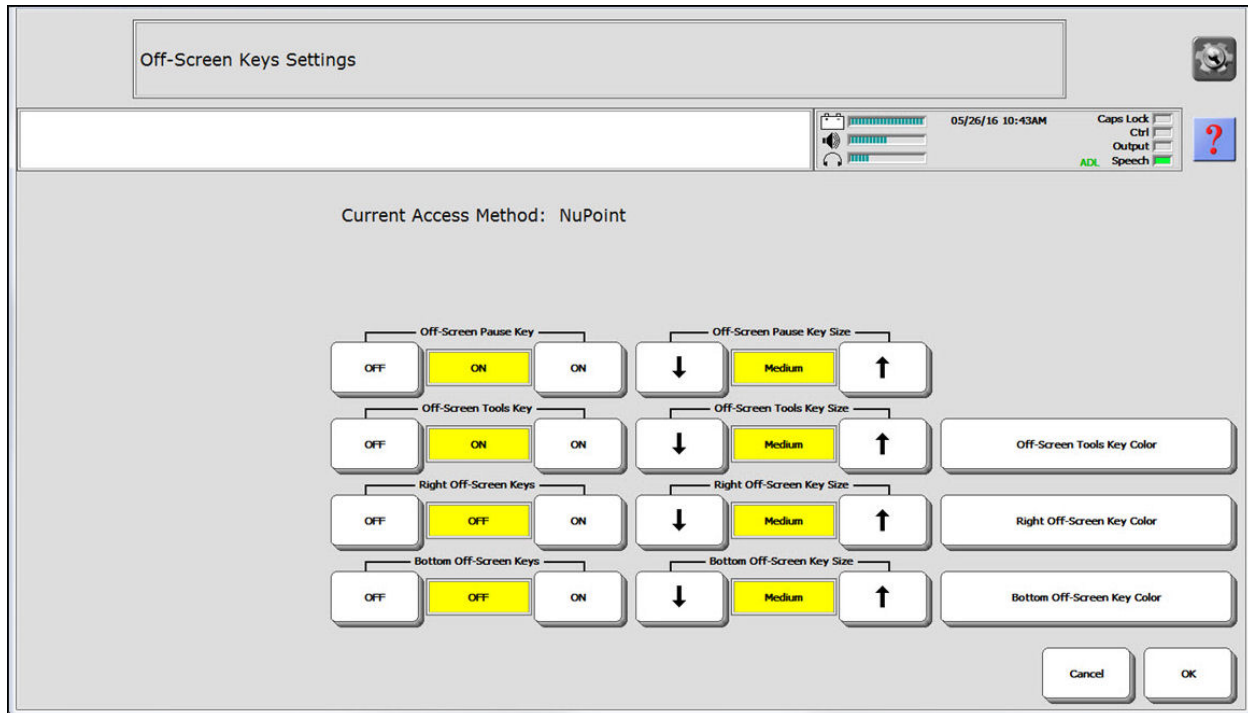 Off-Screen Keys Settings
05/26/16 10:43AM
Caps Lock
Ctrl
Output
ADL Speech
?
Current Access Method: NuPoint
Off-Screen Pause Key
Off-Screen Pause Key Size
OFF ON ON Medium
Off-Screen Tools Key
Off-Screen Tools Key Size
OFF ON ON Medium Off-Screen Tools Key Color
Right Off-Screen Keys
Right Off-Screen Key Size
OFF OFF ON Medium Right Off-Screen Key Color
Bottom Off-Screen Keys
Bottom Off-Screen Key Size
OFF OFF ON Medium Bottom Off-Screen Key Color
Cancel OK